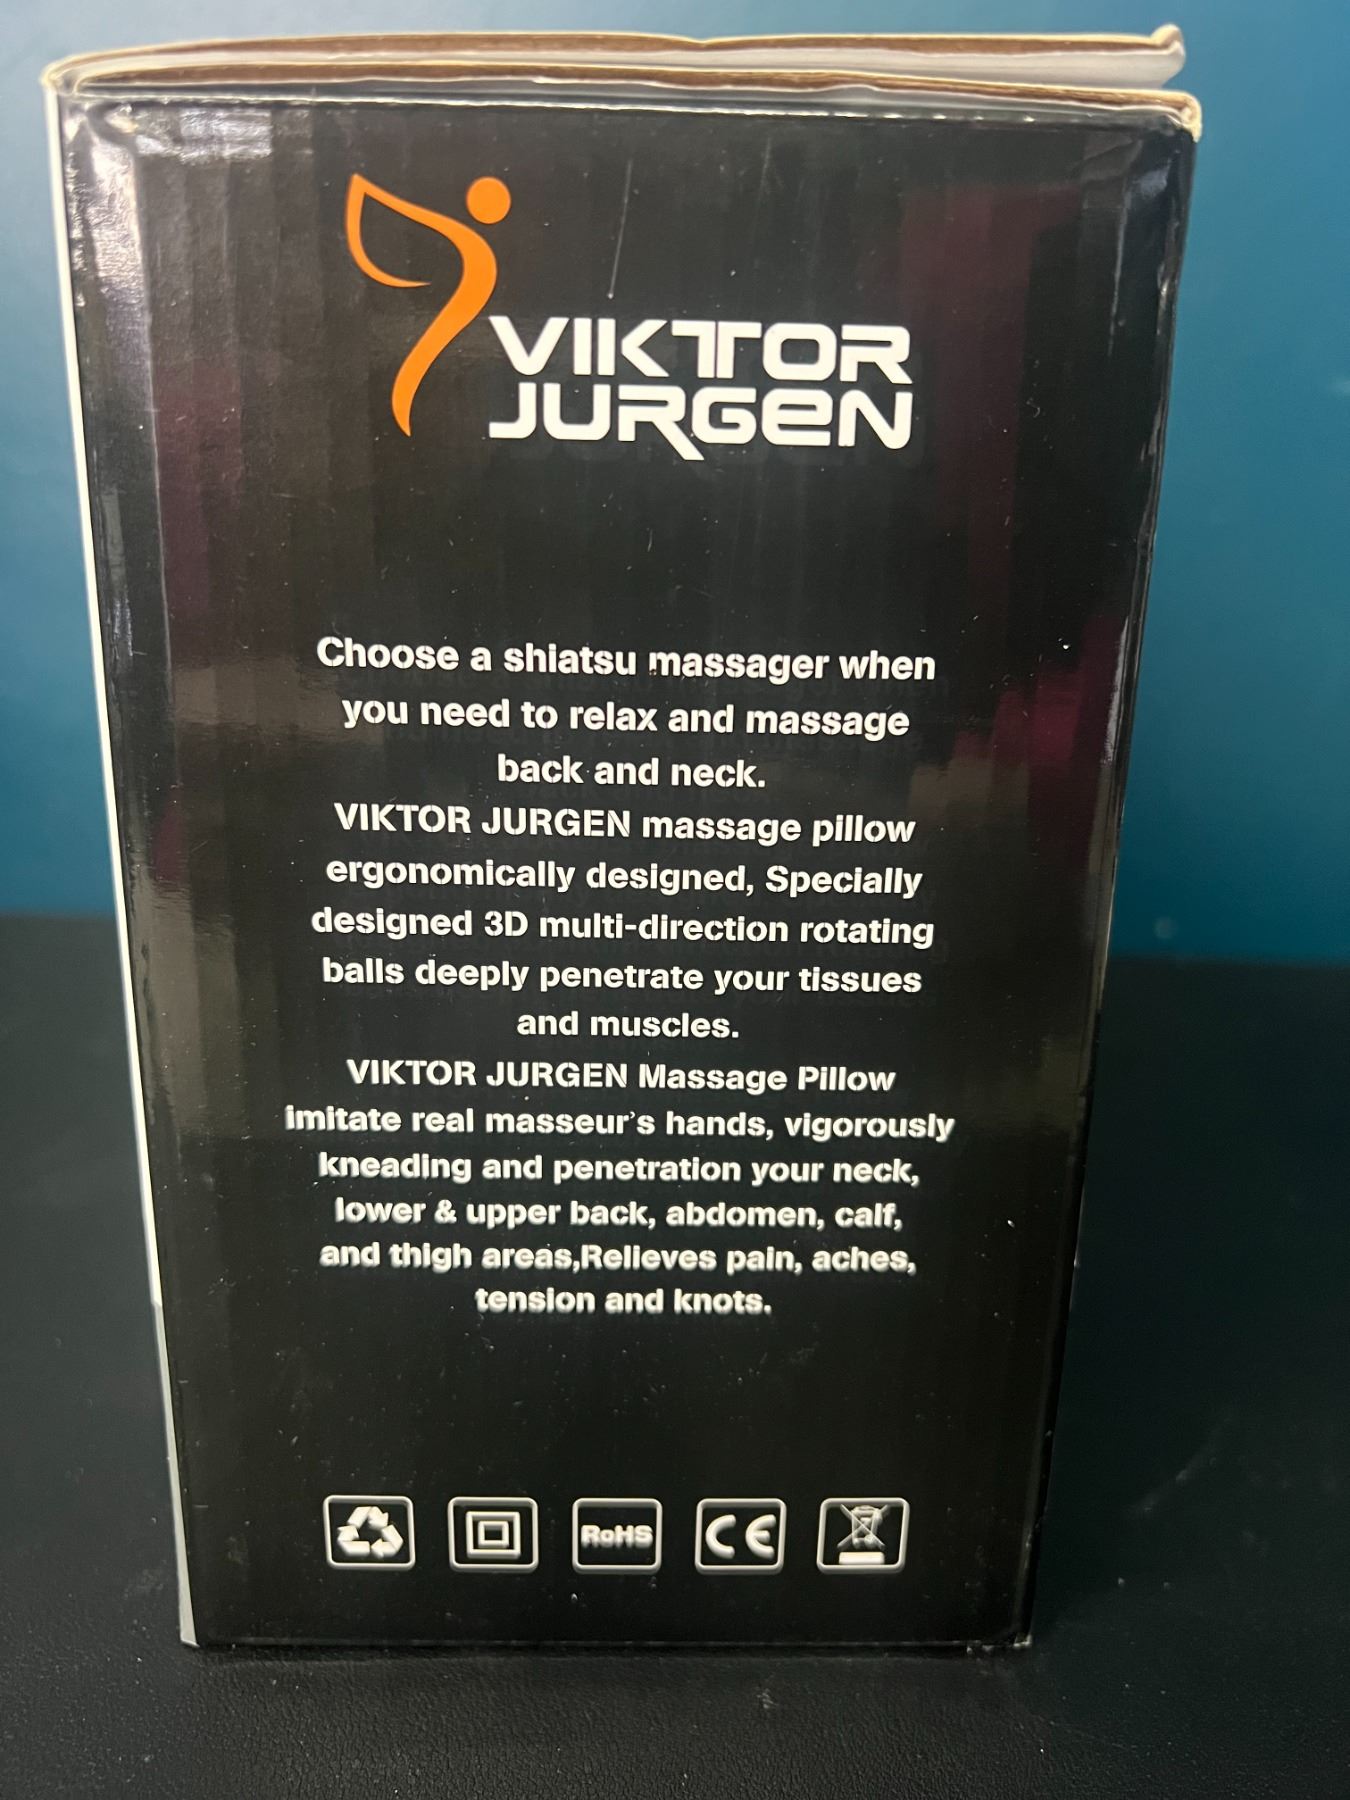 VIKTOR
JURGEN
Choose a shiatsu massager when
you need to relax and massage
back and neck.
VIKTOR JURGEN massage pillow
ergonomically designed, Specially
designed 3D multi-direction rotating
balls deeply penetrate your tissues
and muscles.
VIKTOR JURGEN Massage Pillow
imitate real masseur's hands, vigorously
kneading and penetration your neck,
lower & upper back, abdomen, calf,
and thigh areas,Relieves pain, aches,
tension and knots.
RoHS CE